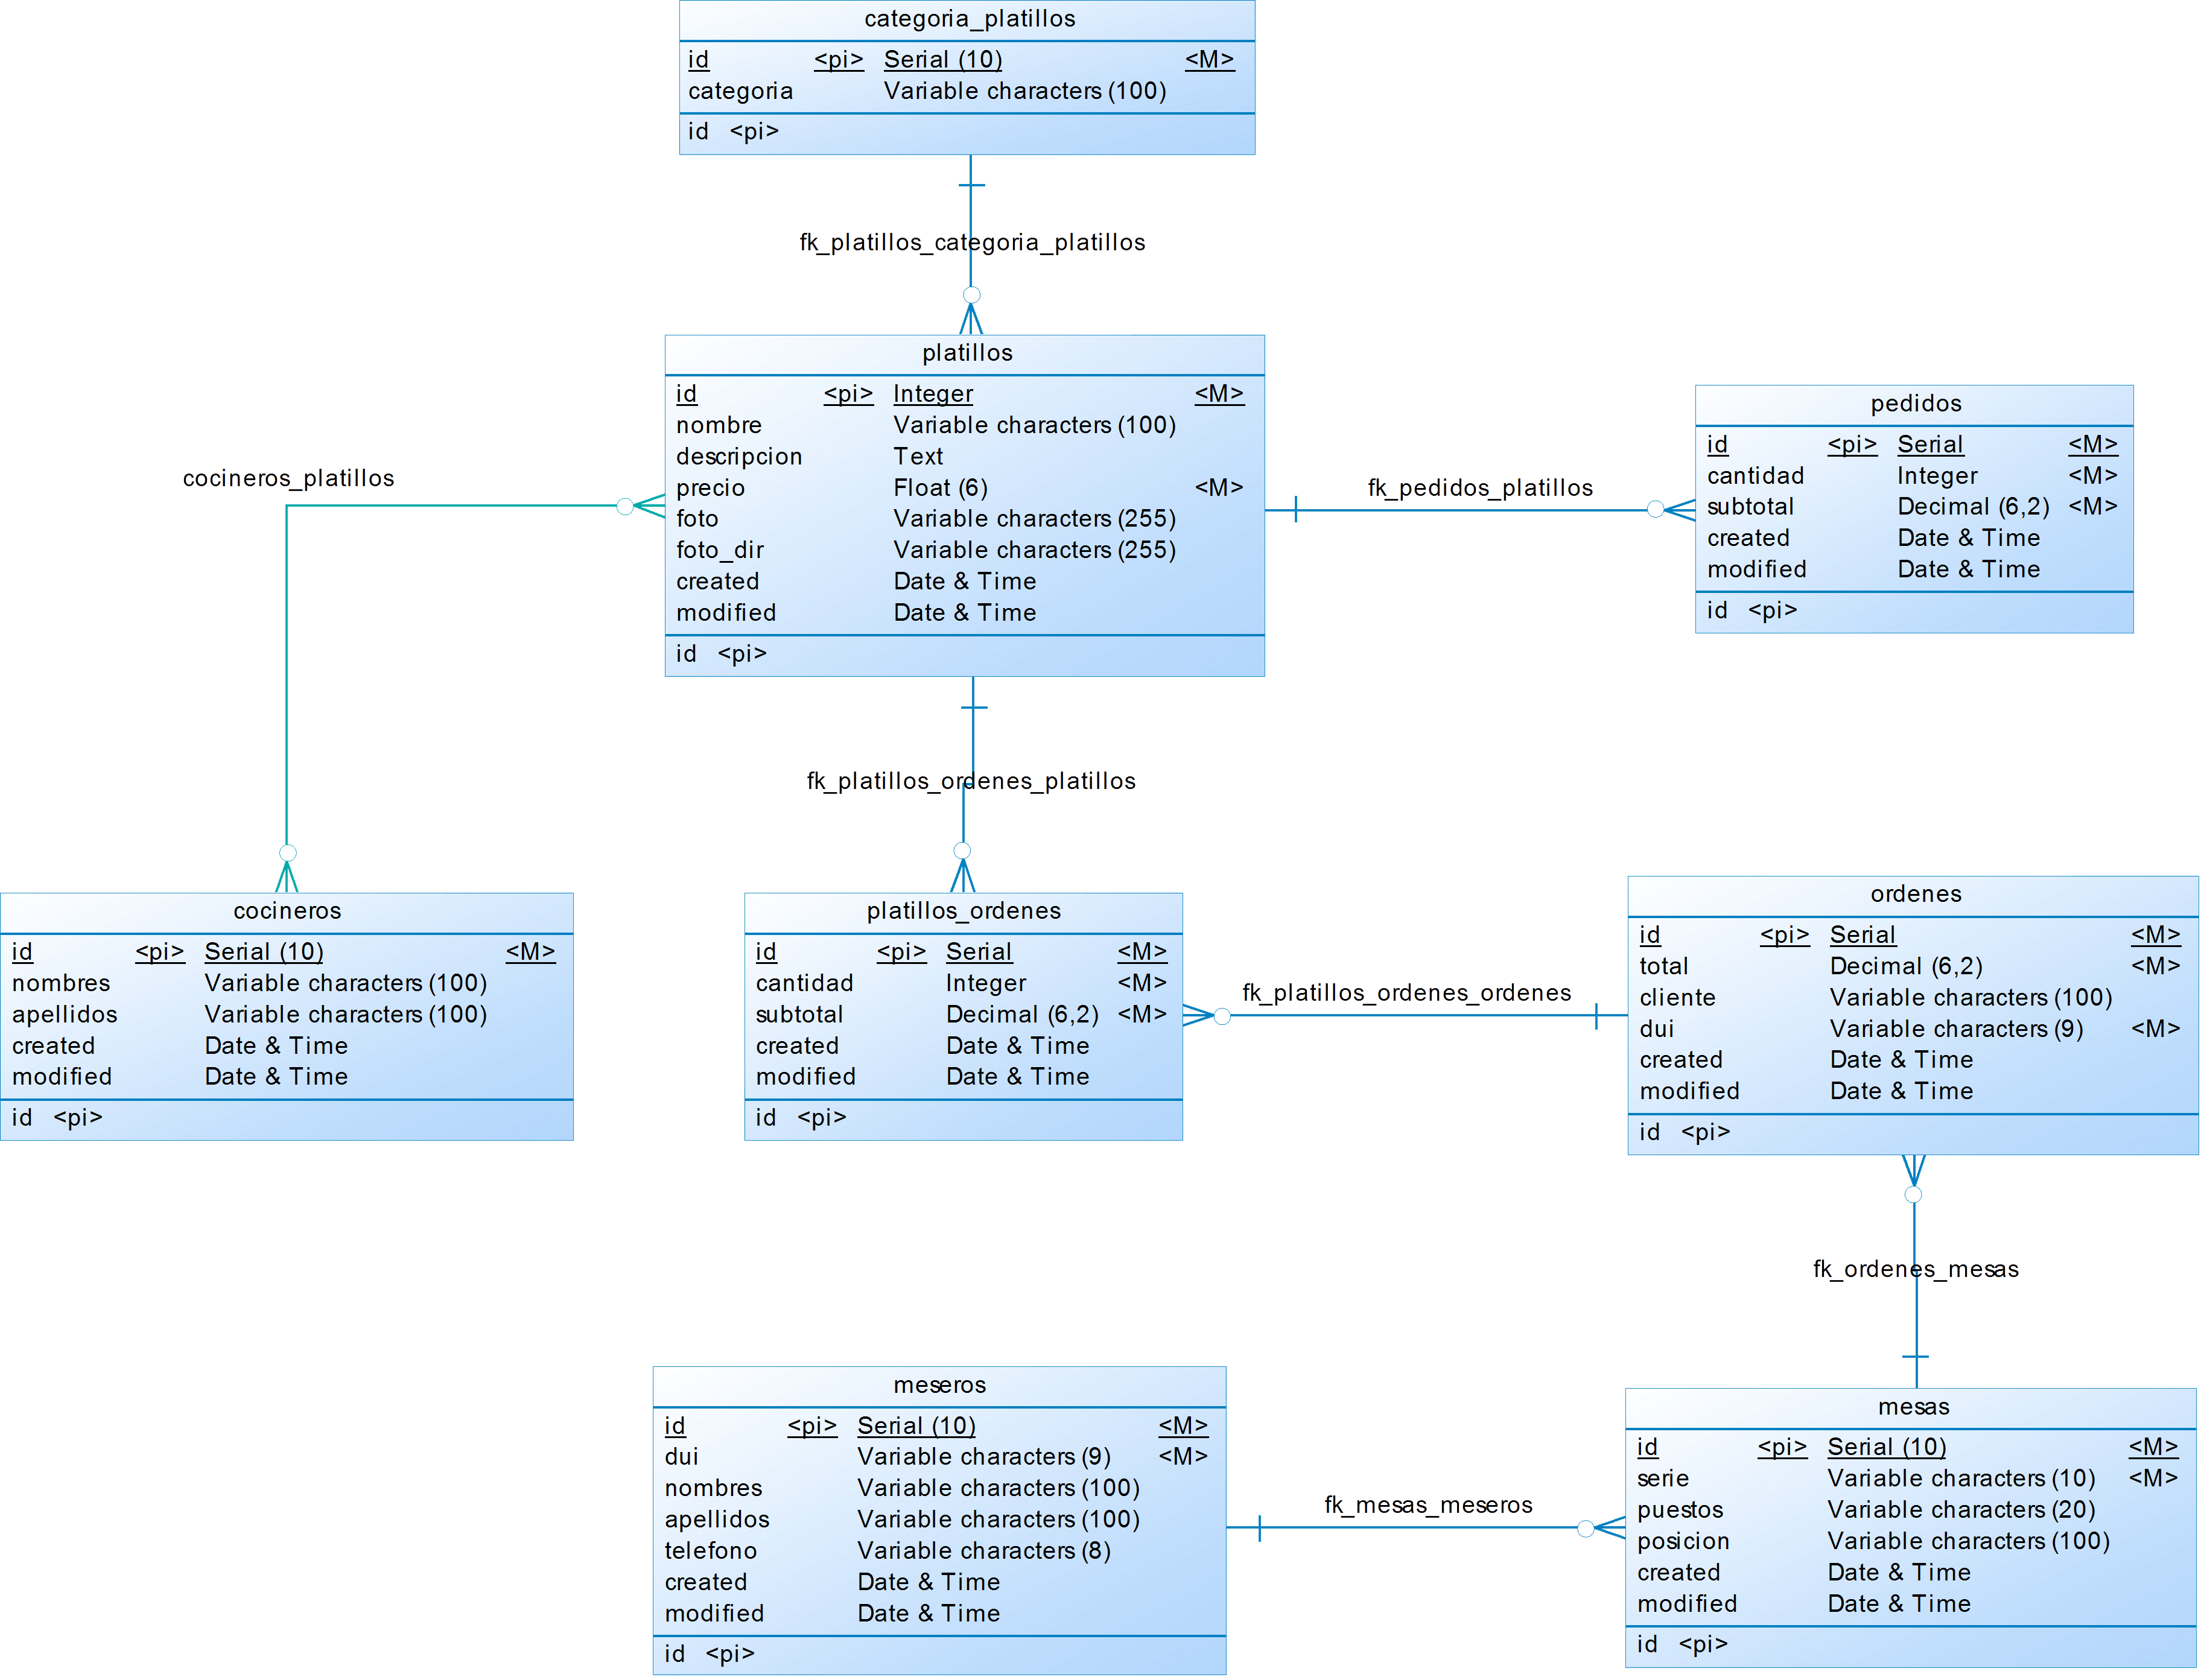 categoria_platillos
id <pi> Serial (10) <M>
categoria Variable characters (100)
id <pi>
fk_platillos_categoria_platillos
platillos
id <pi> Integer <M>
nombre Variable characters (100)
descripcion Text
precio Float (6) <M>
foto Variable characters (255)
foto_dir Variable characters (255)
created Date & Time
modified Date & Time
id <pi>
pedidos
id <pi> Serial <M>
cantidad Integer <M>
subtotal Decimal (6,2) <M>
created Date & Time
modified Date & Time
id <pi>
cocineros_platillos
fk_pedidos_platillos
fk_platillos_ordenes_platillos
cocineros
id <pi> Serial (10) <M>
nombres Variable characters (100)
apellidos Variable characters (100)
created Date & Time
modified Date & Time
id <pi>
platillos_ordenes
id <pi> Serial <M>
cantidad Integer <M>
subtotal Decimal (6,2) <M>
created Date & Time
modified Date & Time
id <pi>
fk_platillos_ordenes_ordenes
ordenes
id <pi> Serial <M>
total Decimal (6,2) <M>
cliente Variable characters (100)
dui Variable characters (9) <M>
created Date & Time
modified Date & Time
id <pi>
fk_ordenes_mesas
meseros
id <pi> Serial (10) <M>
dui Variable characters (9) <M>
nombres Variable characters (100)
apellidos Variable characters (100)
telefono Variable characters (8)
created Date & Time
modified Date & Time
id <pi>
fk_mesas_meseros
mesas
id <pi> Serial (10) <M>
serie Variable characters (10) <M>
puestos Variable characters (20)
posicion Variable characters (100)
created Date & Time
modified Date & Time
id <pi>